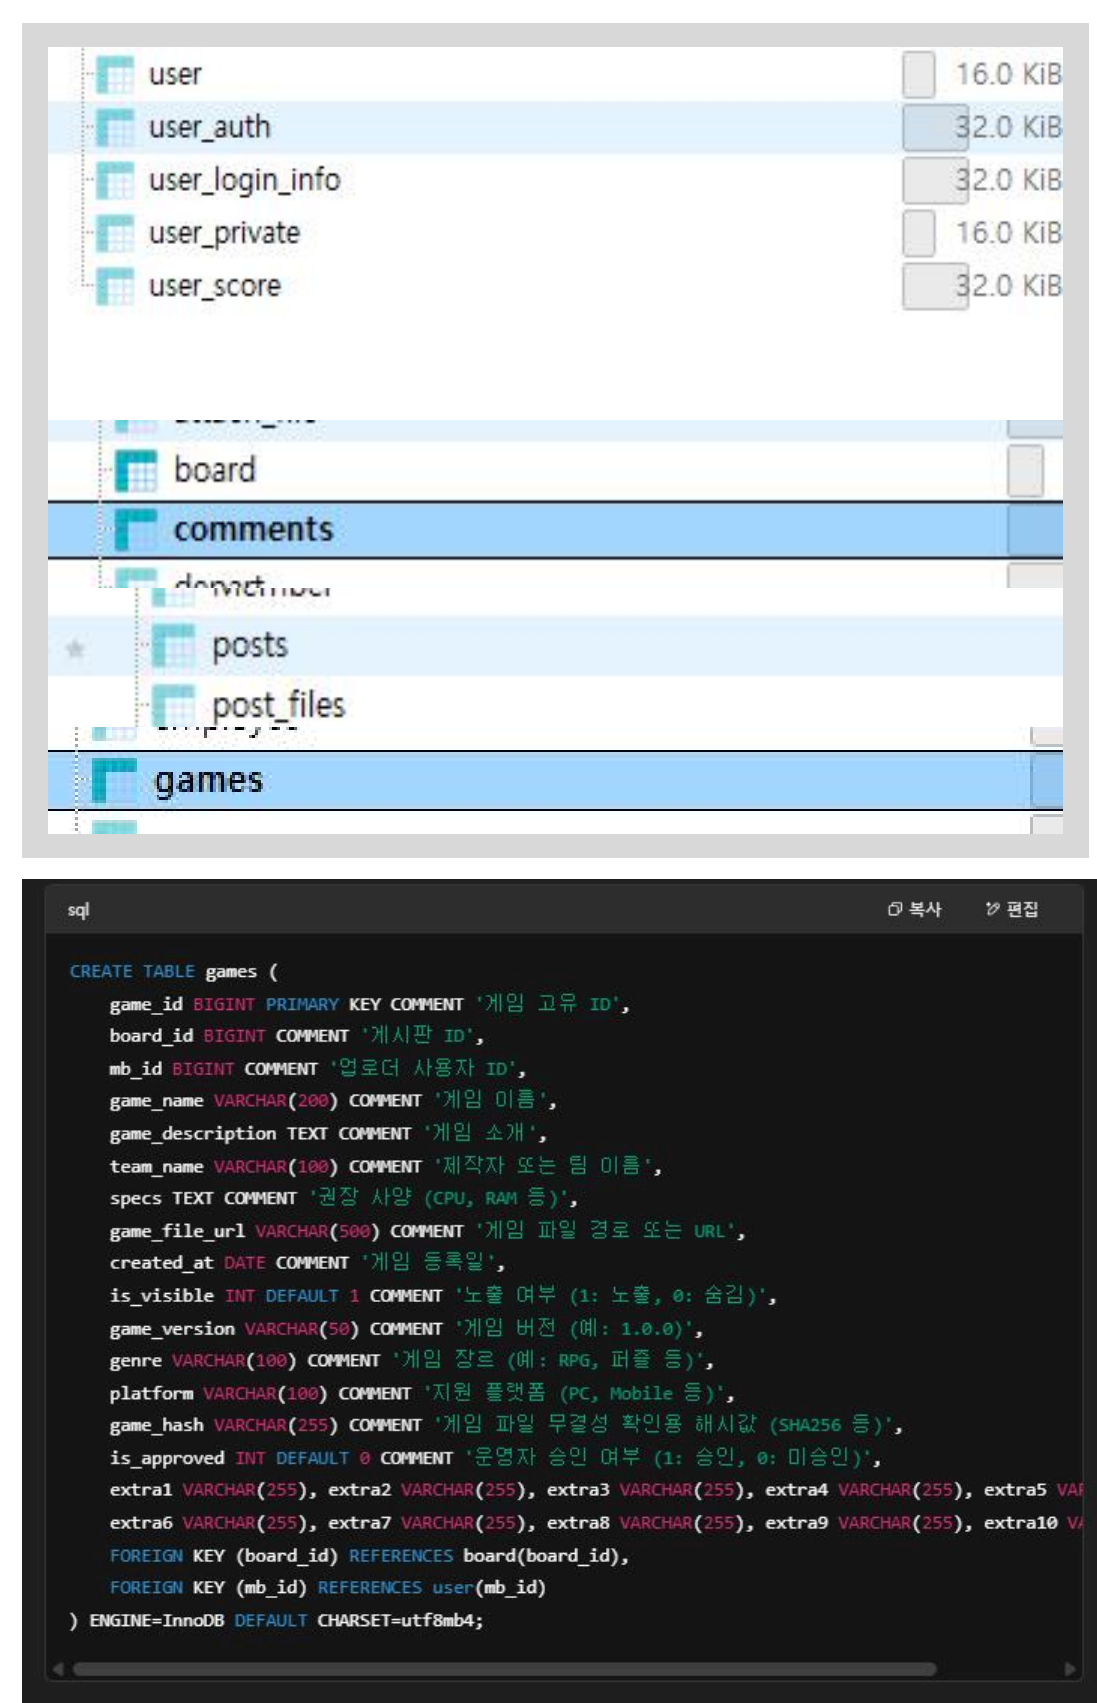 user 16.0 KiB
user_auth 32.0 KiB
user_login_info 32.0 KiB
user_private 16.0 KiB
user_score 32.0 KiB
board
comments
posts
post_files
games
sql 복사 편집
CREATE TABLE games (
game_id BIGINT PRIMARY KEY COMMENT '게임 고유 ID',
board_id BIGINT COMMENT '게시판 ID',
mb_id BIGINT COMMENT '업로더 사용자 ID',
game_name VARCHAR(200) COMMENT '게임 이름',
game_description TEXT COMMENT '게임 소개',
team_name VARCHAR(100) COMMENT '제작자 또는 팀 이름',
specs TEXT COMMENT '권장 사양 (CPU, RAM 등)',
game_file_url VARCHAR(500) COMMENT '게임 파일 경로 또는 URL',
created_at DATE COMMENT '게임 등록일',
is_visible INT DEFAULT 1 COMMENT '노출 여부 (1: 노출, 0: 숨김)',
game_version VARCHAR(50) COMMENT '게임 버전 (예: 1.0.0)',
genre VARCHAR(100) COMMENT '게임 장르 (예: RPG, 퍼즐 등)',
platform VARCHAR(100) COMMENT '지원 플랫폼 (PC, Mobile 등)',
game_hash VARCHAR(255) COMMENT '게임 파일 무결성 확인용 해시값 (SHA256 등)',
is_approved INT DEFAULT 0 COMMENT '운영자 승인 여부 (1: 승인, 0: 미승인)',
extra1 VARCHAR(255), extra2 VARCHAR(255), extra3 VARCHAR(255), extra4 VARCHAR(255), extra5
extra6 VARCHAR(255), extra7 VARCHAR(255), extra8 VARCHAR(255), extra9 VARCHAR(255), extra10
FOREIGN KEY (board_id) REFERENCES board(board_id),
FOREIGN KEY (mb_id) REFERENCES user(mb_id)
) ENGINE=InnoDB DEFAULT CHARSET=utf8mb4;